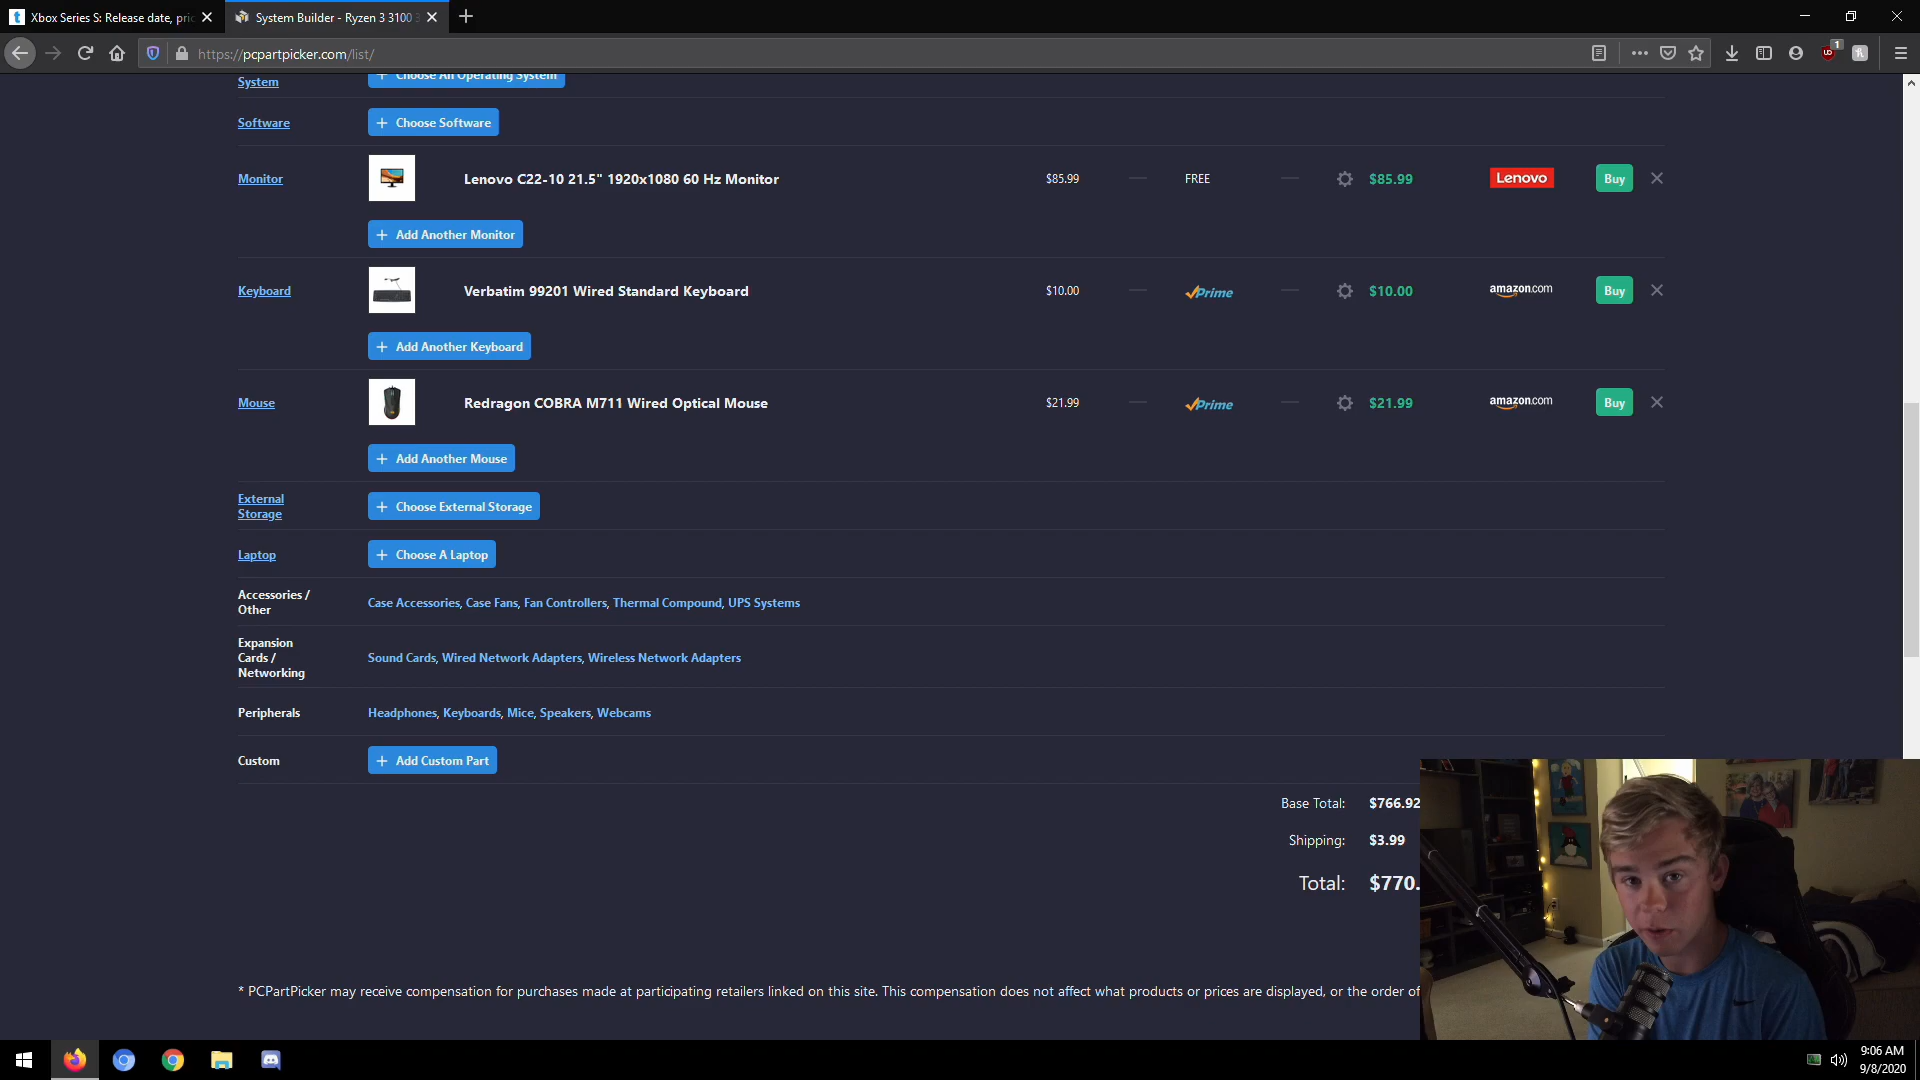 Xbox Series S: Release date, pric
System Builder - Ryzen 3 3100
https://pcpartpicker.com/list/
1
System
Choose An Operating System
Software
Choose Software
Monitor
Lenovo C22-10 21.5" 1920x1080 60 Hz Monitor
$85.99
FREE
$85.99
Lenovo
Buy
Add Another Monitor
Keyboard
Verbatim 99201 Wired Standard Keyboard
$10.00
Prime
$10.00
amazon.com
Buy
Add Another Keyboard
Mouse
Redragon COBRA M711 Wired Optical Mouse
$21.99
Prime
$21.99
amazon.com
Buy
Add Another Mouse
External
Storage
Choose External Storage
Laptop
Choose A Laptop
Accessories /
Other
Case Accessories, Case Fans, Fan Controllers, Thermal Compound, UPS Systems
Expansion
Cards /
Networking
Sound Cards, Wired Network Adapters, Wireless Network Adapters
Peripherals
Headphones, Keyboards, Mice, Speakers, Webcams
Custom
Add Custom Part
Base Total: $766.92
Shipping: $3.99
Total: $770.
* PCPartPicker may receive compensation for purchases made at participating retailers linked on this site. This compensation does not affect what products or prices are displayed, or the order of
9:06 AM
9/8/2020